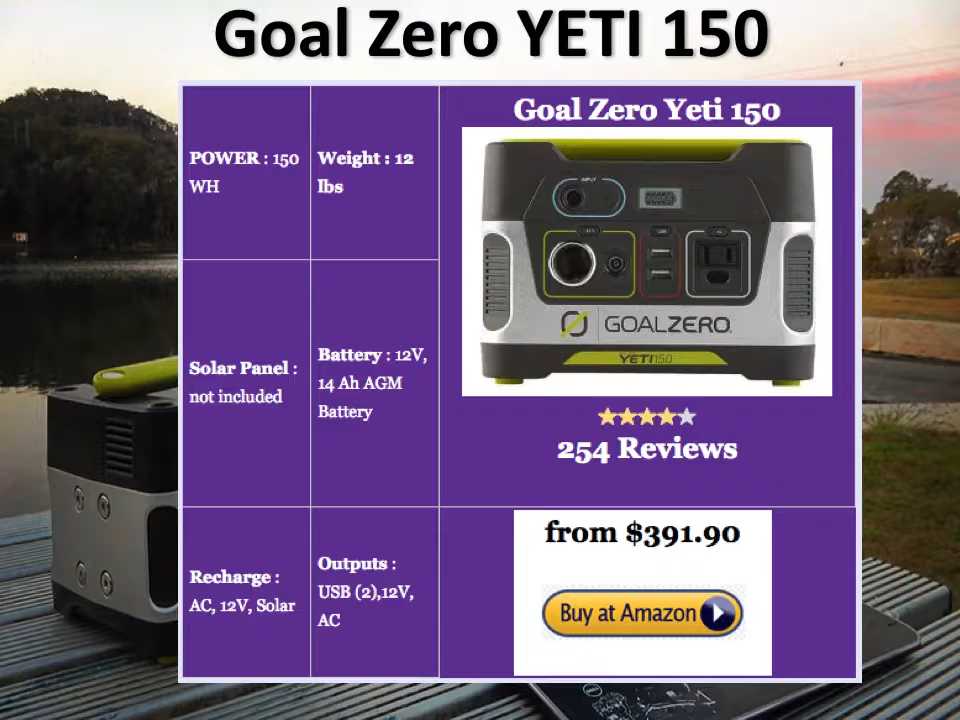 Goal Zero YETI 150
POWER : 150
WH
Weight : 12
lbs
Goal Zero Yeti 150
INPUT
GOALZERO
YETI150
Solar Panel :
not included
Battery : 12V,
14 Ah AGM
Battery
254 Reviews
Recharge :
AC, 12V, Solar
Outputs :
USB (2),12V,
AC
from $391.90
Buy at Amazon